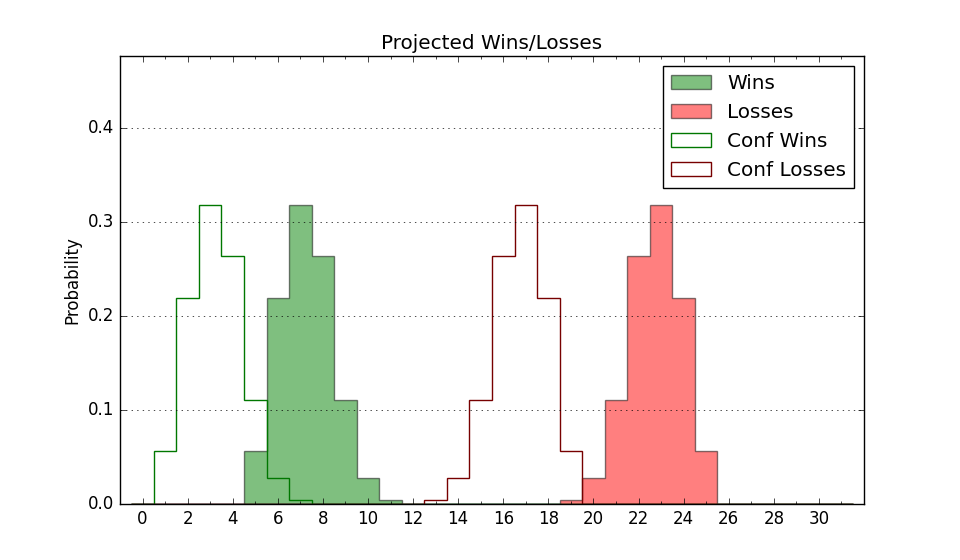 Projected Wins/Losses
Wins
Losses
Conf Wins
Conf Losses
Probability
0.4
0.3
0.2
0.1
0.0
0 2 4 6 8 10 12 14 16 18 20 22 24 26 28 30